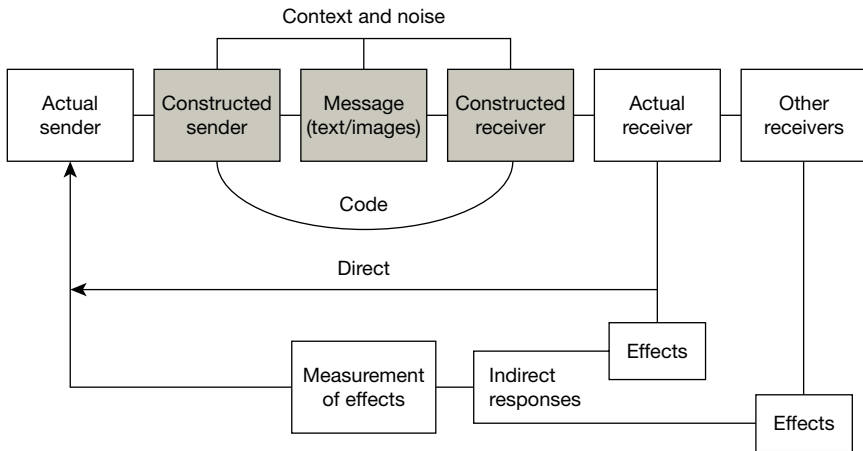 Context and noise
Actual
sender
Constructed
sender
Message
(text/images)
Constructed
receiver
Actual
receiver
Other
receivers
Code
Direct
Effects
Measurement
of effects
Indirect
responses
Effects